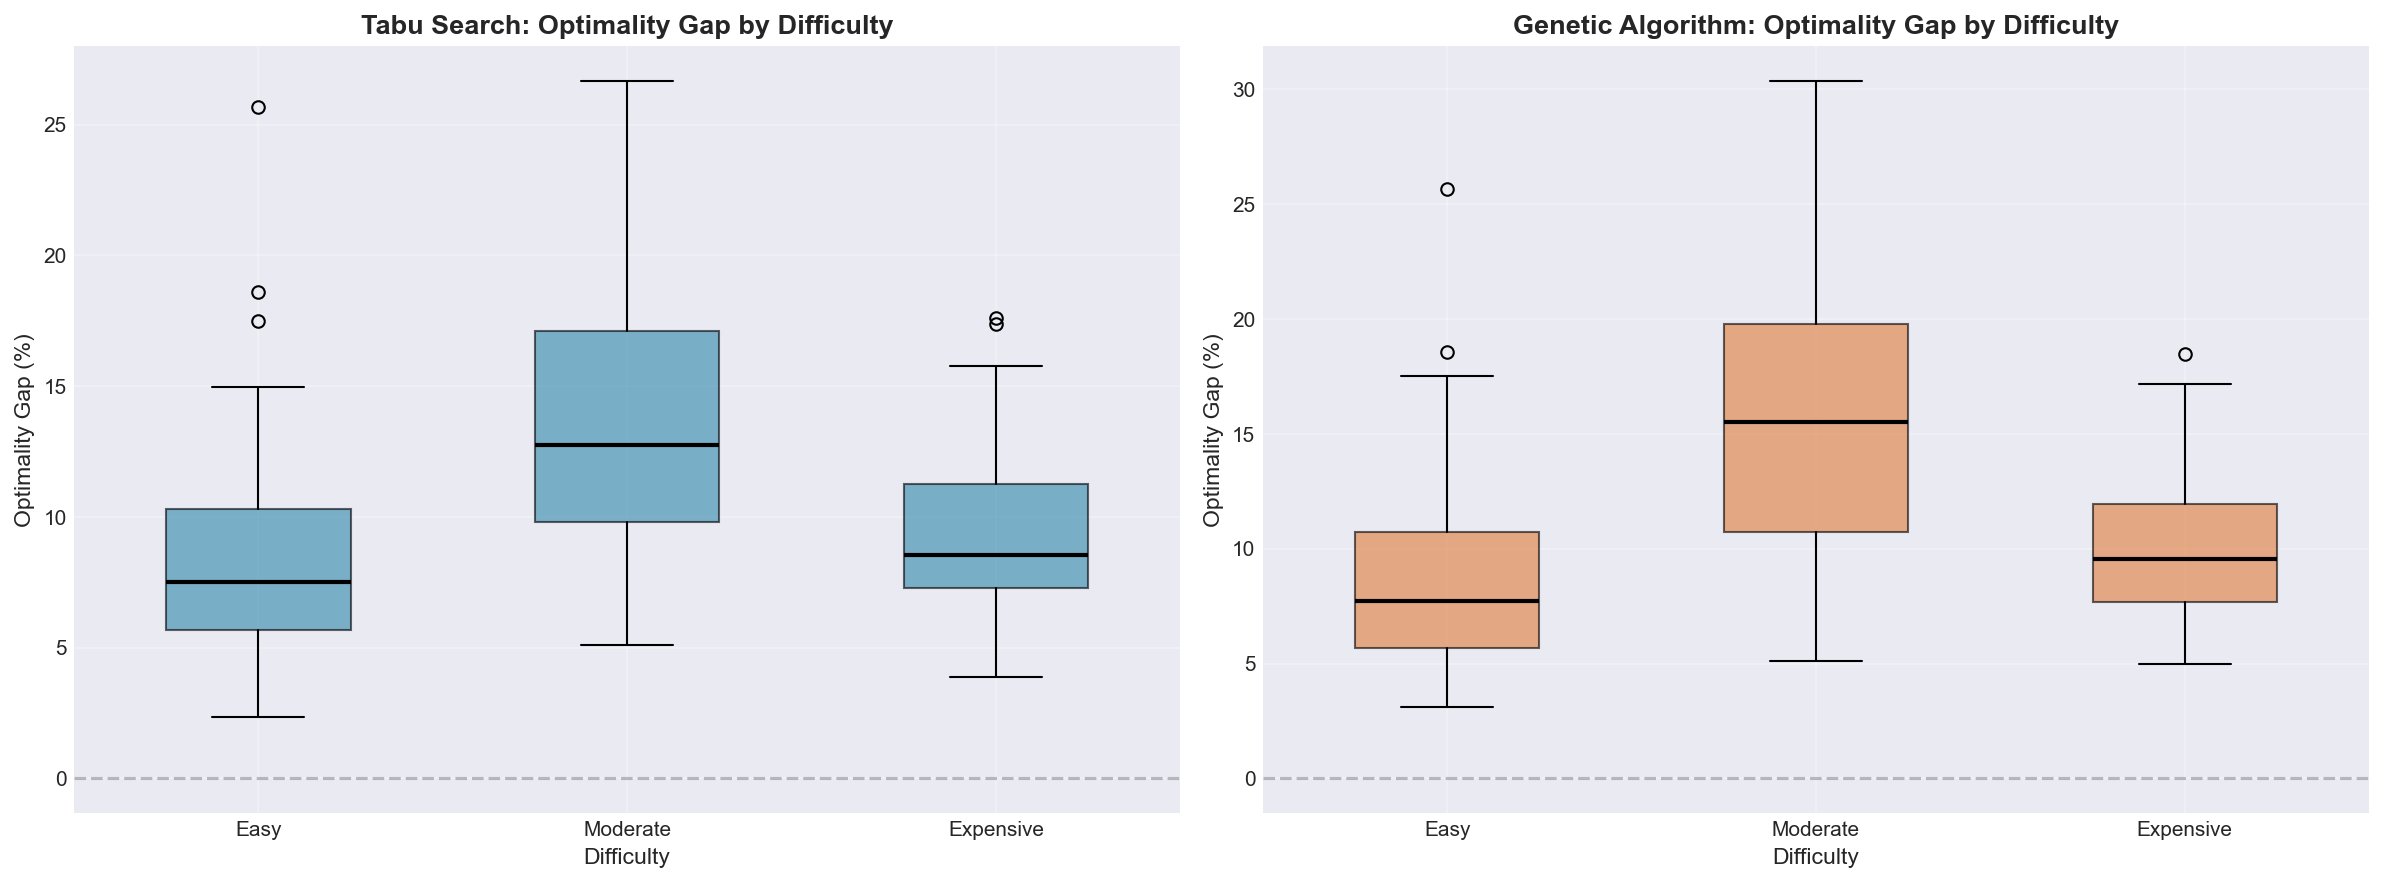 Tabu Search: Optimality Gap by Difficulty
Optimality Gap (%)
25
20
15
10
5
0
Easy Moderate Expensive
Difficulty
Genetic Algorithm: Optimality Gap by Difficulty
Optimality Gap (%)
30
25
20
15
10
5
0
Easy Moderate Expensive
Difficulty